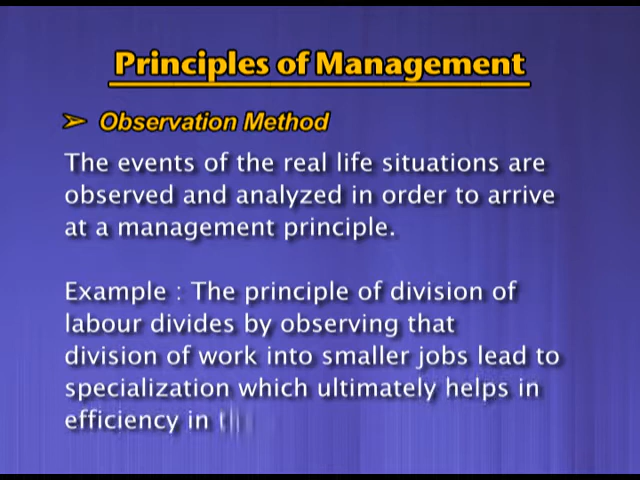 Principles of Management
➢ Observation Method
The events of the real life situations are
observed and analyzed in order to arrive
at a management principle.
Example : The principle of division of
labour divides by observing that
division of work into smaller jobs lead to
specialization which ultimately helps in
efficiency in